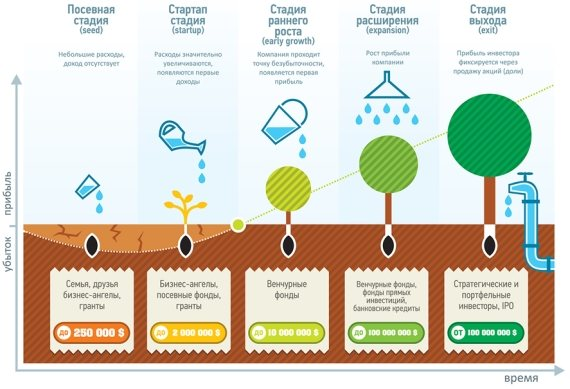 Посевная
стадия
(seed)
Небольшие расходы,
доход отсутствует
Стартап
стадия
(startup)
Расходы значительно
увеличиваются,
появляются первые
доходы
Стадия
раннего
роста
(early growth)
Компания проходит
точку безубыточности,
появляется первая
прибыль
Стадия
расширения
(expansion)
Рост прибыли
компании
Стадия
выхода
(exit)
Прибыль инвестора
фиксируется через
продажу акций (доли)
прибыль
убыток
Семья, друзья
бизнес-ангелы,
гранты
ДО 250 000 $
Бизнес-ангелы,
посевные фонды,
гранты
ДО 2 000 000 $
Венчурные
фонды
ДО 10 000 000 $
Венчурные фонды,
фонды прямых
инвестиций,
банковские кредиты
ДО 100 000 000 $
Стратегические и
портфельные
инвесторы, IPO
ОТ 100 000 000 $
время